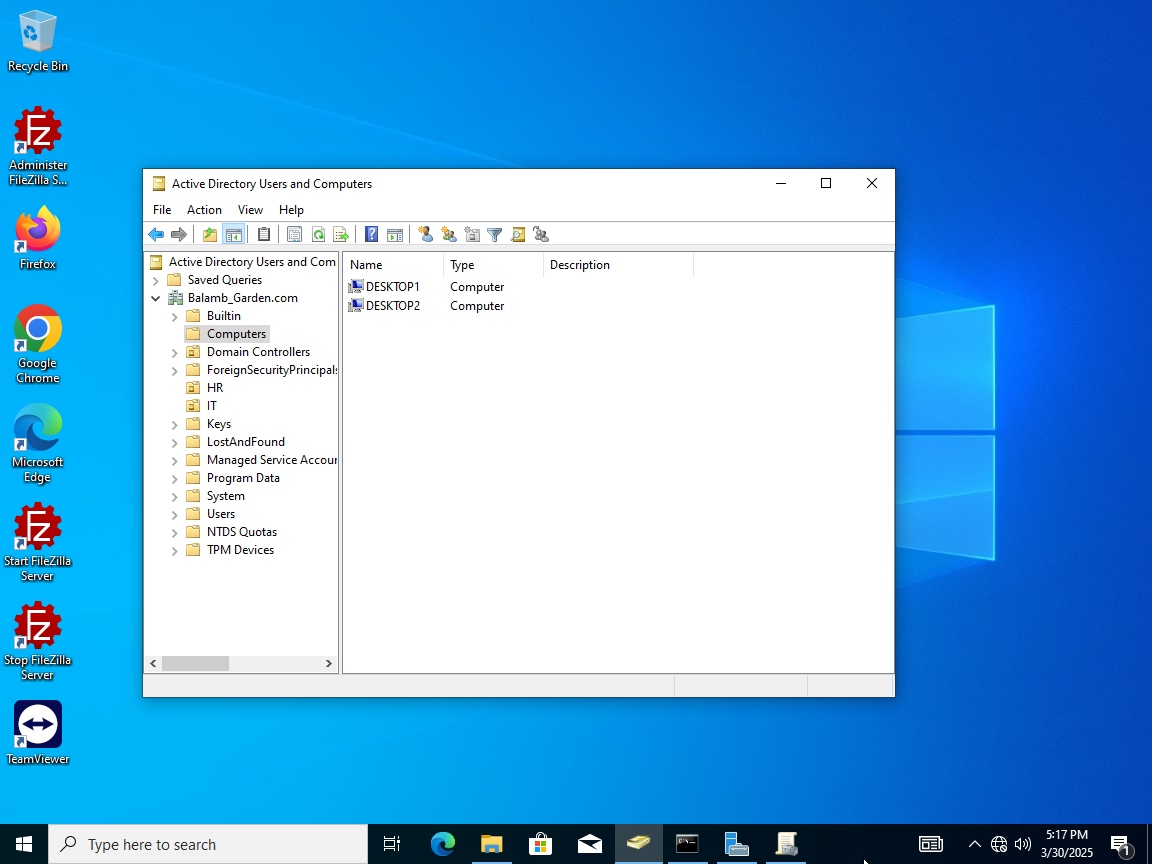 Recycle Bin
Administer
FileZilla S...
Firefox
Google
Chrome
Microsoft
Edge
Start FileZilla
Server
Stop FileZilla
Server
TeamViewer
Active Directory Users and Computers
File Action View Help
Active Directory Users and Com
Saved Queries
Balamb_Garden.com
Builtin
Computers
Domain Controllers
ForeignSecurityPrincipals
HR
IT
Keys
LostAndFound
Managed Service Accour
Program Data
System
Users
NTDS Quotas
TPM Devices
Name Type Description
DESKTOP1 Computer
DESKTOP2 Computer
Type here to search
5:17 PM
3/30/2025
1